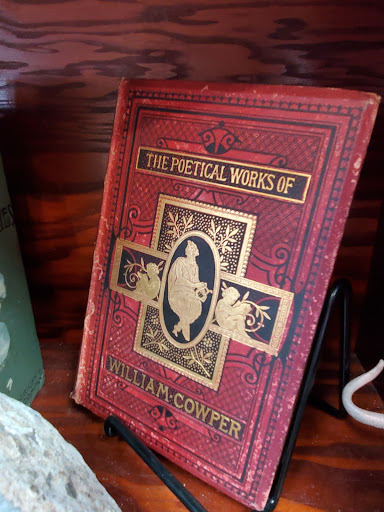 THE POETICAL WORKS OF
WILLIAM·COWPER